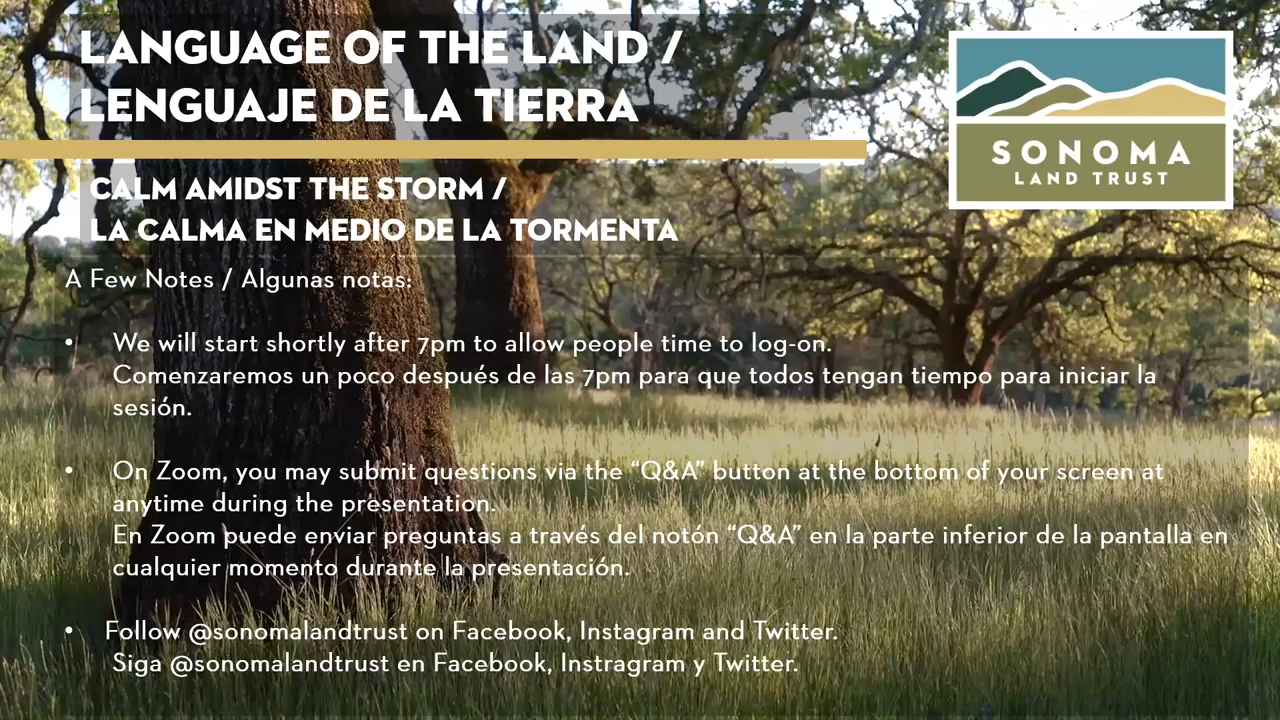 LANGUAGE OF THE LAND /
LENGUAJE DE LA TIERRA
SONOMA
LAND TRUST
CALM AMIDST THE STORM /
LA CALMA EN MEDIO DE LA TORMENTA
A Few Notes / Algunas notas:
• We will start shortly after 7pm to allow people time to log-on.
Comenzaremos un poco después de las 7pm para que todos tengan tiempo para iniciar la
sesión.
• On Zoom, you may submit questions via the “Q&A” button at the bottom of your screen at
anytime during the presentation.
En Zoom puede enviar preguntas a través del notón “Q&A” en la parte inferior de la pantalla en
cualquier momento durante la presentación.
• Follow @sonomalandtrust on Facebook, Instagram and Twitter.
Siga @sonomalandtrust en Facebook, Instragram y Twitter.